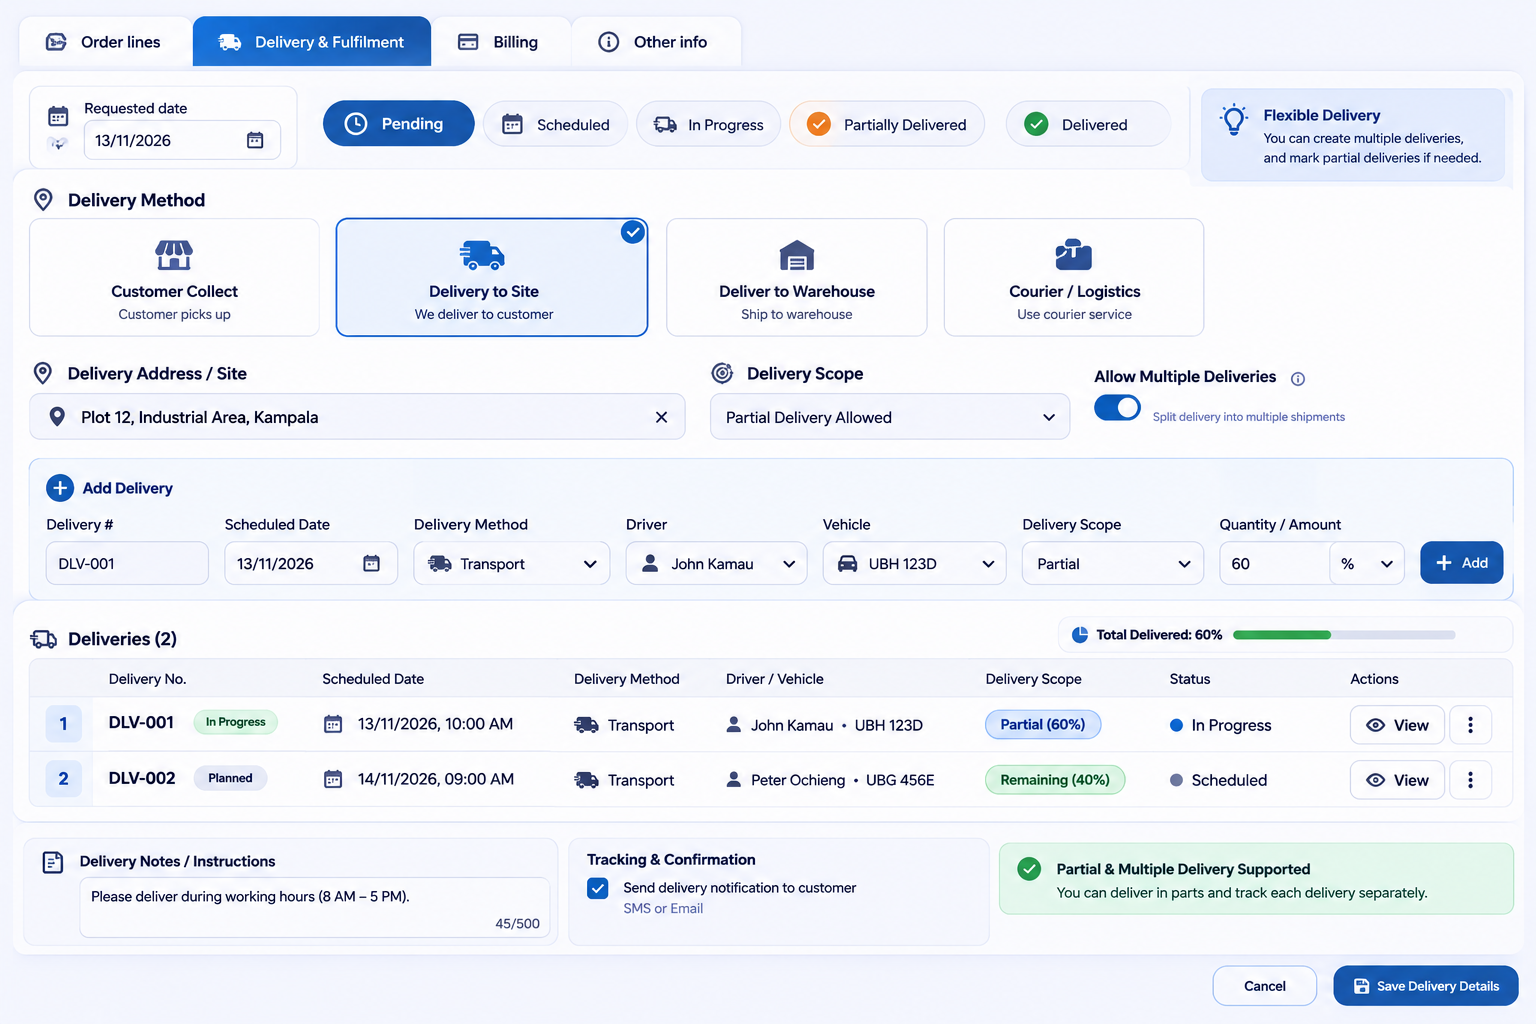 Order lines
Delivery & Fulfilment
Billing
Other info
Requested date
13/11/2026
Pending
Scheduled
In Progress
Partially Delivered
Delivered
Flexible Delivery
You can create multiple deliveries,
and mark partial deliveries if needed.
Delivery Method
Customer Collect
Customer picks up
Delivery to Site
We deliver to customer
Deliver to Warehouse
Ship to warehouse
Courier / Logistics
Use courier service
Delivery Address / Site
Plot 12, Industrial Area, Kampala
Delivery Scope
Partial Delivery Allowed
Allow Multiple Deliveries
Split delivery into multiple shipments
Add Delivery
Delivery # Scheduled Date Delivery Method Driver Vehicle Delivery Scope Quantity / Amount
DLV-001 13/11/2026 Transport John Kamau UBH 123D Partial 60 % Add
Deliveries (2)
Total Delivered: 60%
Delivery No. Scheduled Date Delivery Method Driver / Vehicle Delivery Scope Status Actions
1 DLV-001 In Progress 13/11/2026, 10:00 AM Transport John Kamau • UBH 123D Partial (60%) In Progress View
2 DLV-002 Planned 14/11/2026, 09:00 AM Transport Peter Ochieng • UBG 456E Remaining (40%) Scheduled View
Delivery Notes / Instructions
Please deliver during working hours (8 AM – 5 PM).
45/500
Tracking & Confirmation
Send delivery notification to customer
SMS or Email
Partial & Multiple Delivery Supported
You can deliver in parts and track each delivery separately.
Cancel
Save Delivery Details